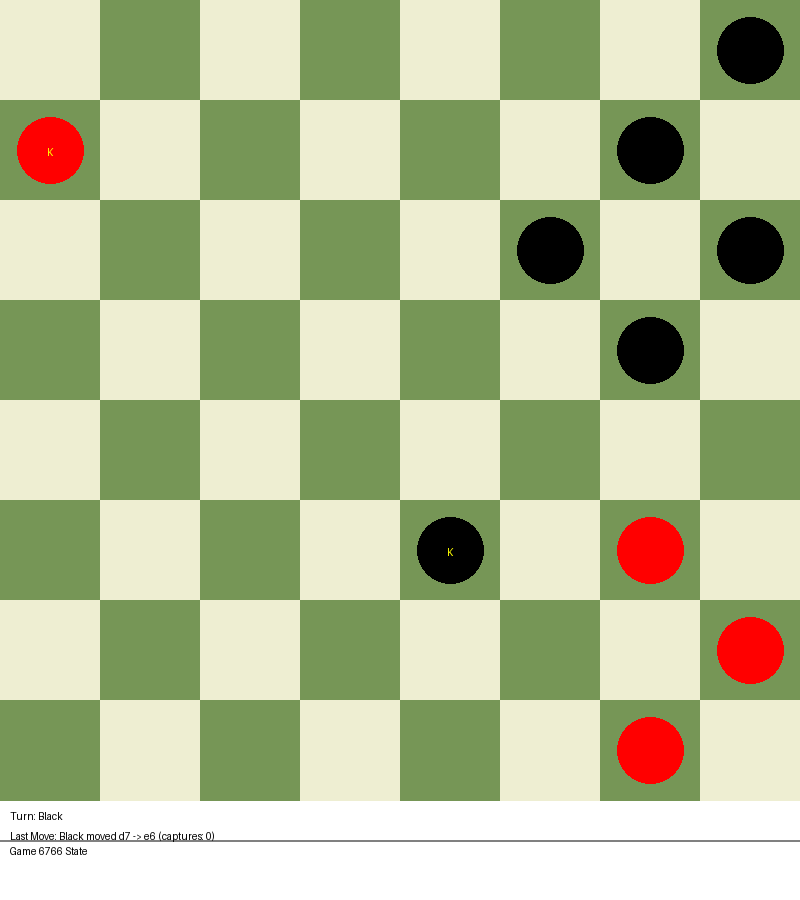 K
K
Turn: Black
Last Move: Black moved d7 -> e6 (captures: 0)
Game 6766 State